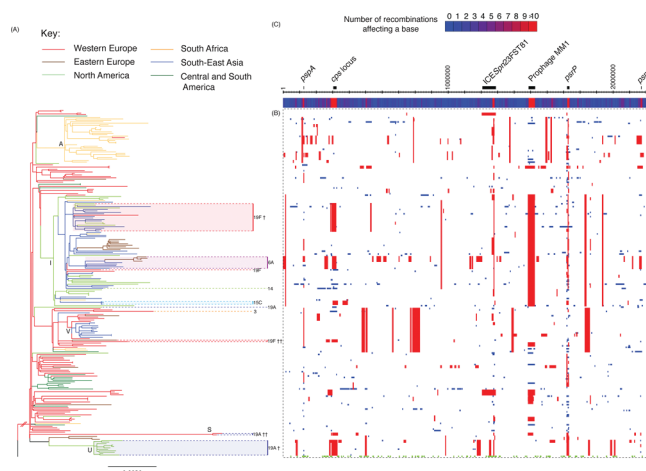 (A)
Key:
Western Europe
Eastern Europe
North America
South Africa
South-East Asia
Central and South
America
(C)
Number of recombinations
affecting a base
0 1 2 3 4 5 6 7 8 9 10
pspA
cps locus
1000000
ICESpn23FST81
Prophage MM1
psrP
2000000
(B)
A
I
V
S
U
19F †
6A
19F
14
15C
19A
3
19F ††
19A ††
19A †